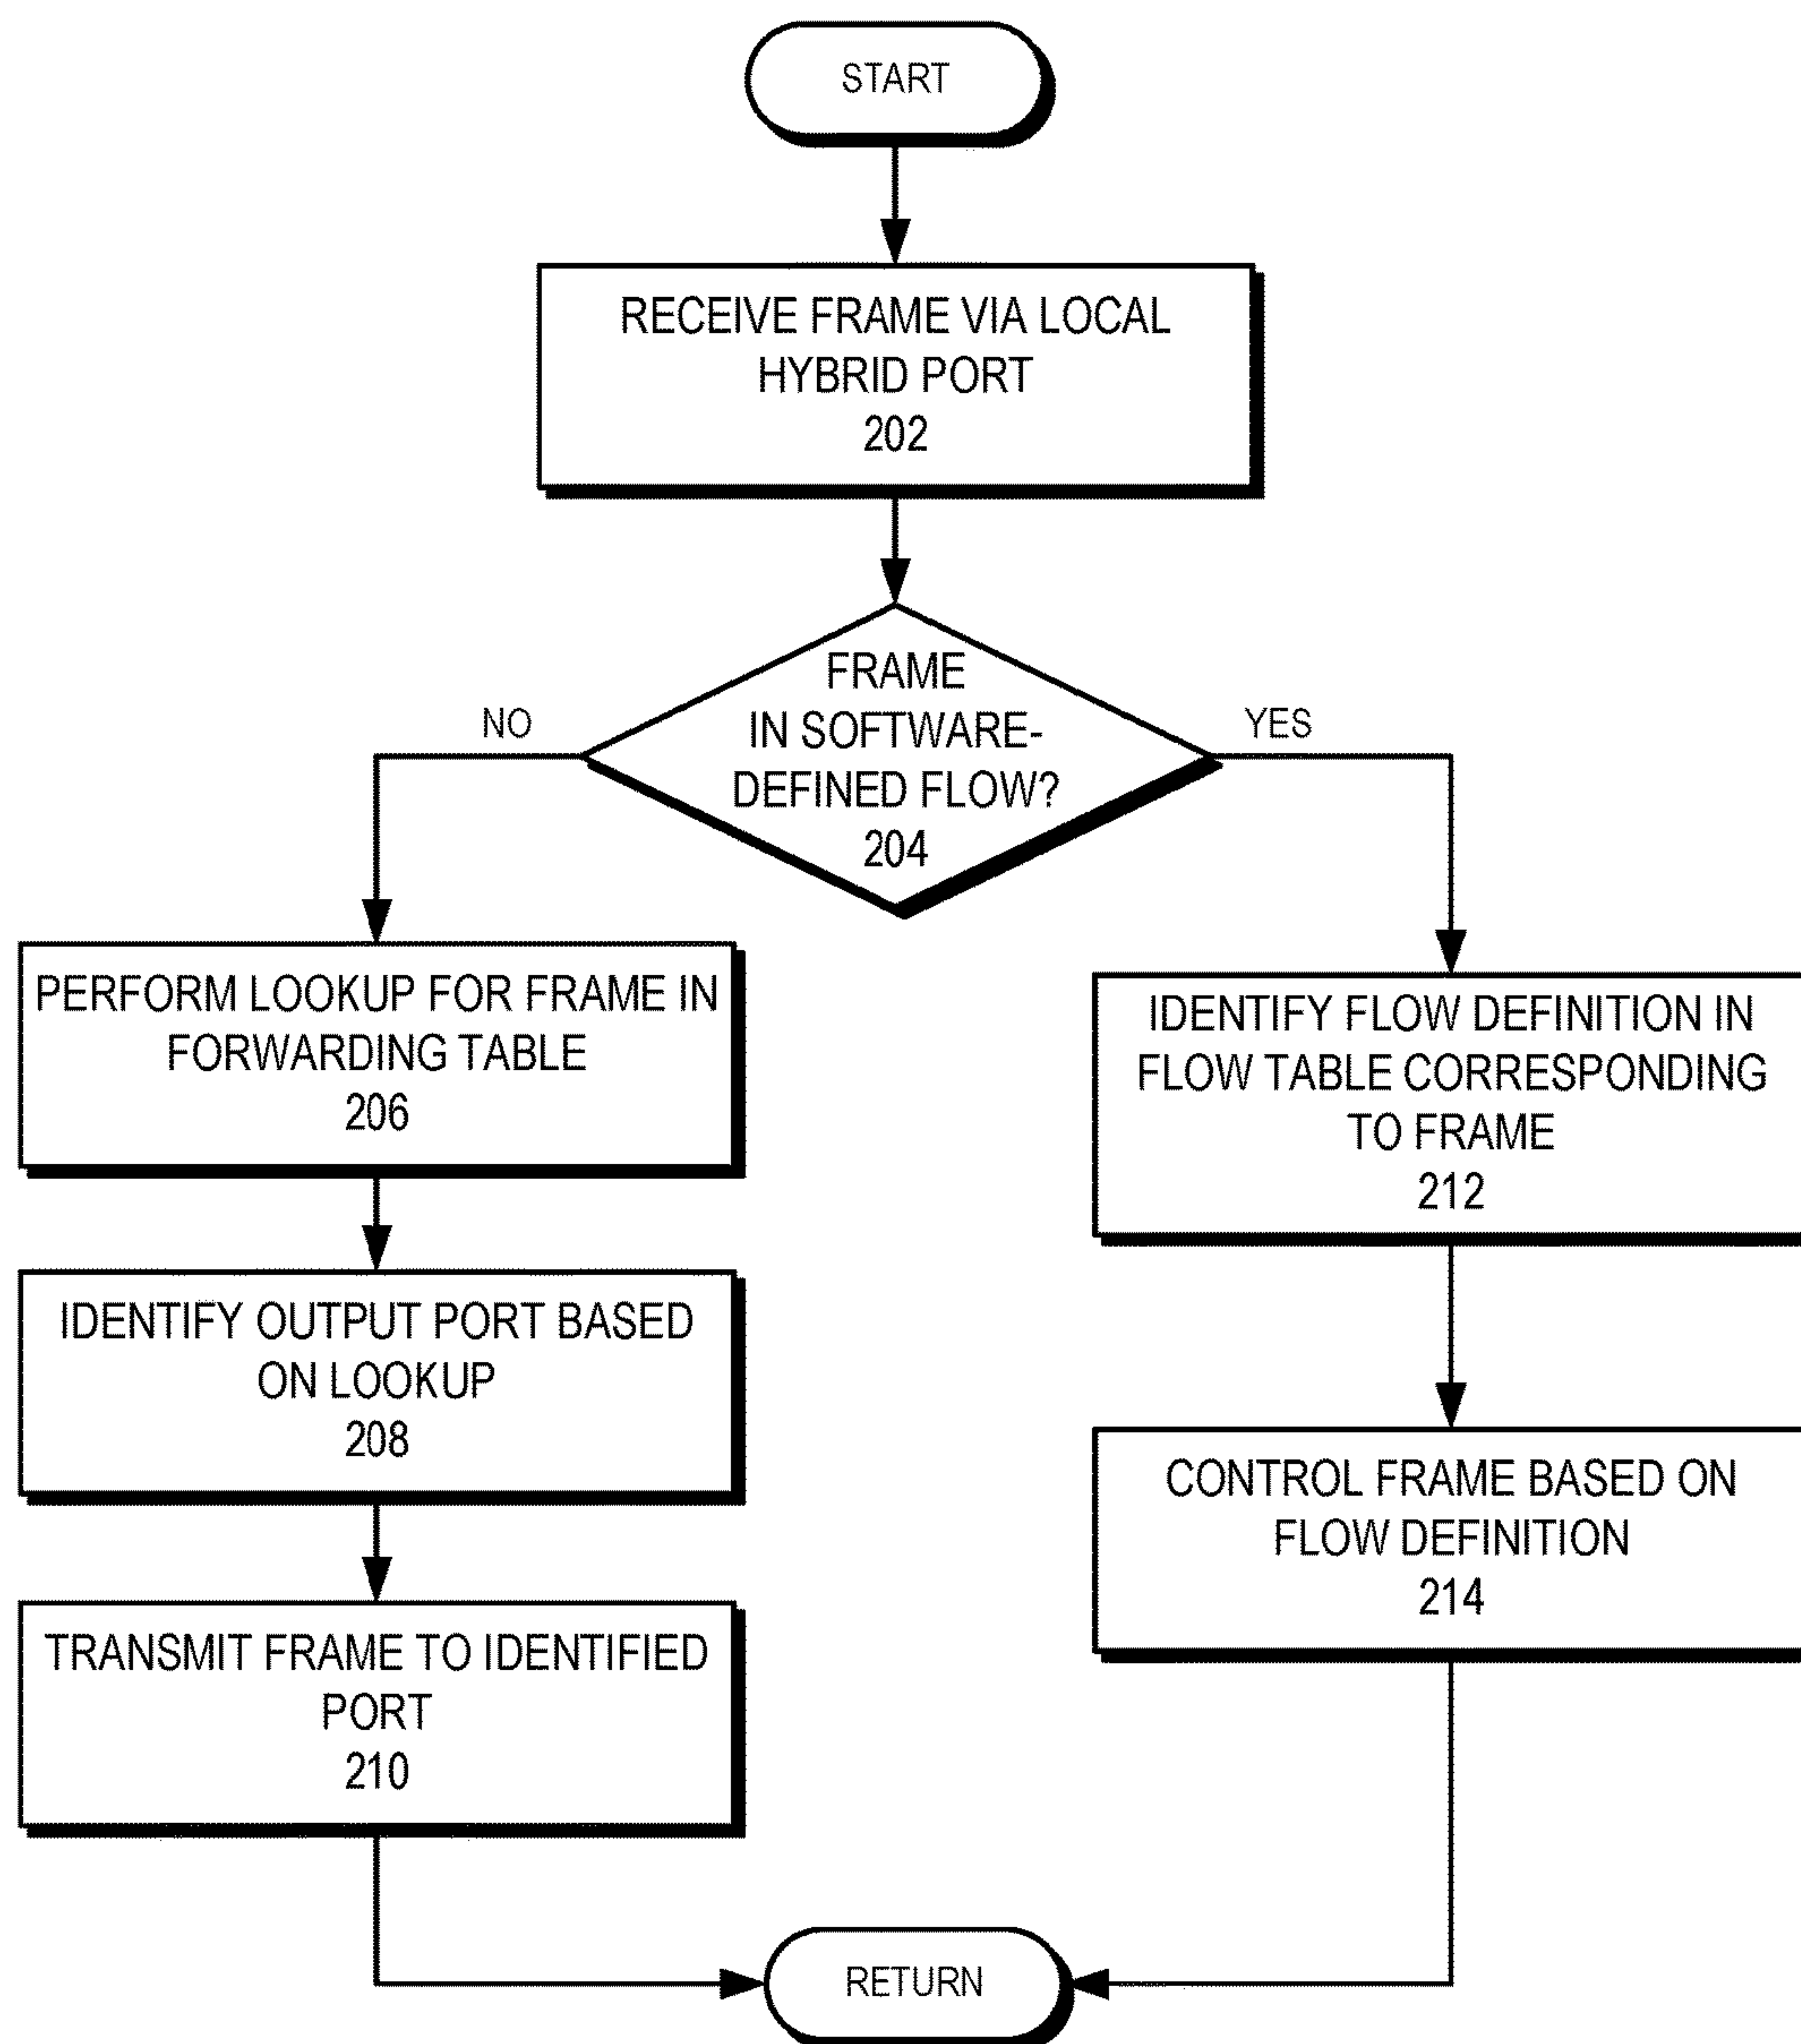 START
RECEIVE FRAME VIA LOCAL
HYBRID PORT
202
FRAME
IN SOFTWARE-
DEFINED FLOW?
204
NO
YES
PERFORM LOOKUP FOR FRAME IN
FORWARDING TABLE
206
IDENTIFY OUTPUT PORT BASED
ON LOOKUP
208
TRANSMIT FRAME TO IDENTIFIED
PORT
210
IDENTIFY FLOW DEFINITION IN
FLOW TABLE CORRESPONDING
TO FRAME
212
CONTROL FRAME BASED ON
FLOW DEFINITION
214
RETURN